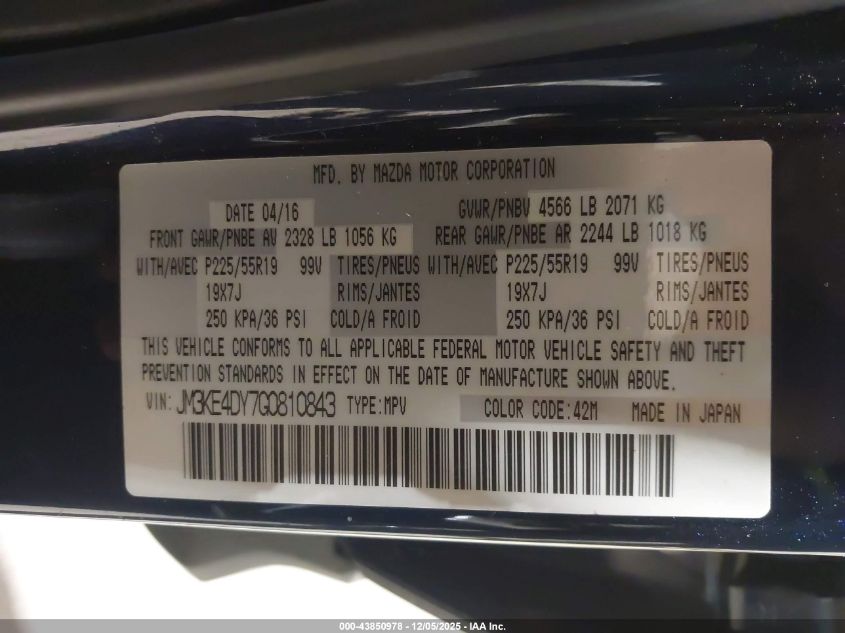 MFD. BY MAZDA MOTOR CORPORATION
DATE 04/16 GVWR/PNBV 4566 LB 2071 KG
FRONT GAWR/PNBE AV 2328 LB 1056 KG REAR GAWR/PNBE AR 2244 LB 1018 KG
WITH/AVEC P225/55R19 99V TIRES/PNEUS WITH/AVEC P225/55R19 99V TIRES/PNEUS
19X7J RIMS/JANTES 19X7J RIMS/JANTES
250 KPA/36 PSI COLD/A FROID 250 KPA/36 PSI COLD/A FROID
THIS VEHICLE CONFORMS TO ALL APPLICABLE FEDERAL MOTOR VEHICLE SAFETY AND THEFT
PREVENTION STANDARDS IN EFFECT ON THE DATE OF MANUFACTURE SHOWN ABOVE.
VIN: JM3KE4DY7G0810843 TYPE:MPV COLOR CODE:42M MADE IN JAPAN
000-43850978 - 12/05/2025 - IAA Inc.